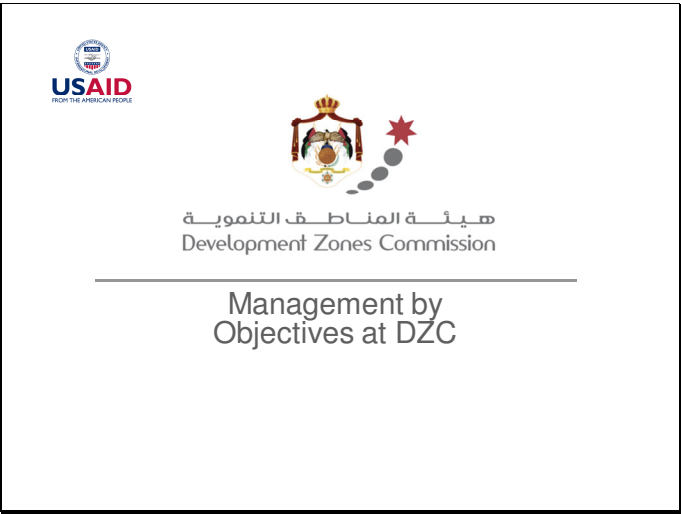 USAID
FROM THE AMERICAN PEOPLE
هيئة المناطق التنموية
Development Zones Commission
Management by
Objectives at DZC